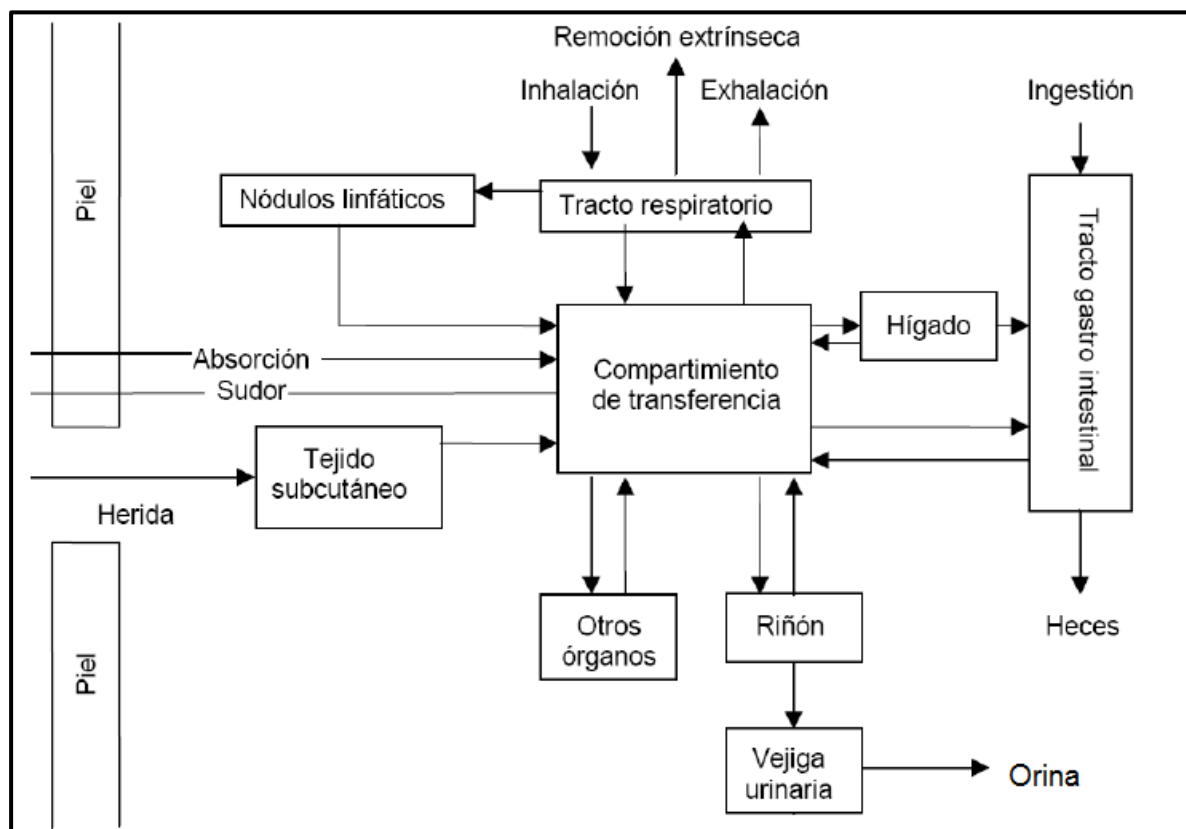 Remoción extrínseca
Inhalación
Exhalación
Ingestión
Piel
Nódulos linfáticos
Tracto respiratorio
Tracto gastro intestinal
Hígado
Absorción
Sudor
Compartimiento
de transferencia
Tejido
subcutáneo
Herida
Otros
órganos
Riñón
Heces
Piel
Vejiga
urinaria
Orina